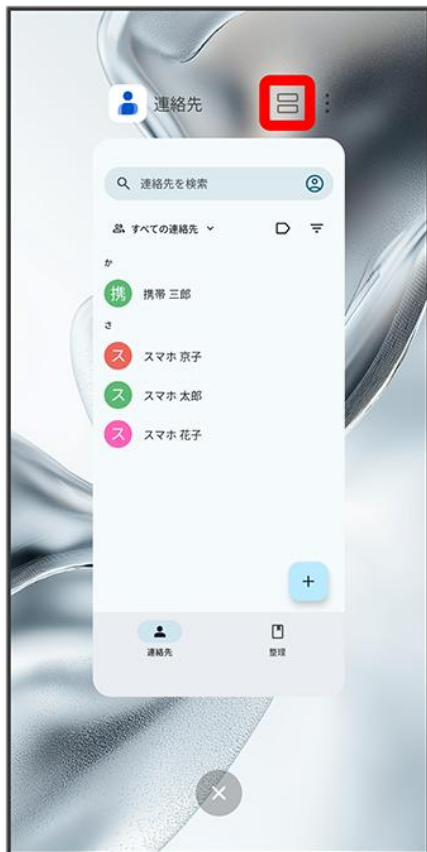 連絡先
連絡先を検索
すべての連絡先
か
携 携帯 三郎
さ
ス スマホ 京子
ス スマホ 太郎
ス スマホ 花子
連絡先 整理